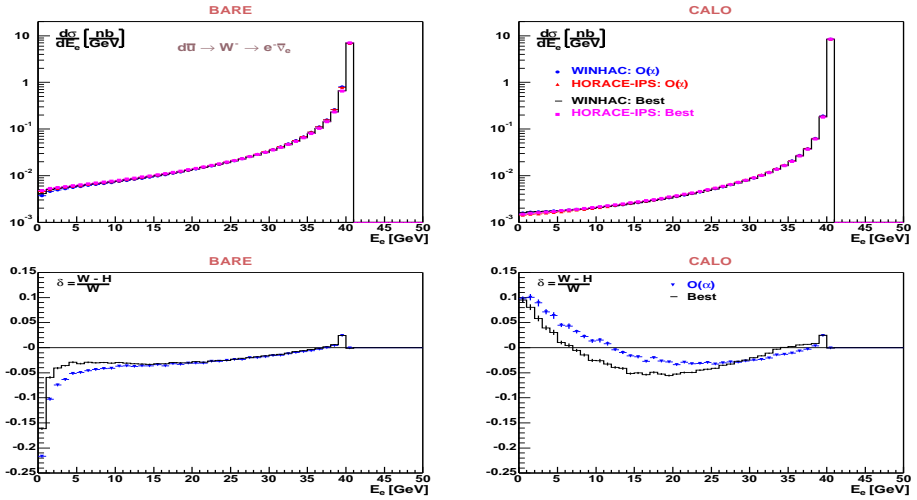 BARE
dσ/dE_e [nb/GeV]
dū → W⁻ → e⁻ν̄_e
10
1
10⁻¹
10⁻²
10⁻³
0 5 10 15 20 25 30 35 40 45 50
E_e [GeV]
CALO
dσ/dE_e [nb/GeV]
WINHAC: O(α)
HORACE-IPS: O(α)
WINHAC: Best
HORACE-IPS: Best
10
1
10⁻¹
10⁻²
10⁻³
0 5 10 15 20 25 30 35 40 45 50
E_e [GeV]
BARE
δ = W - H / W
0.15
0.1
0.05
-0
-0.05
-0.1
-0.15
-0.2
-0.25
0 5 10 15 20 25 30 35 40 45 50
E_e [GeV]
CALO
δ = W - H / W
O(α)
Best
0.15
0.1
0.05
-0
-0.05
-0.1
-0.15
-0.2
-0.25
0 5 10 15 20 25 30 35 40 45 50
E_e [GeV]